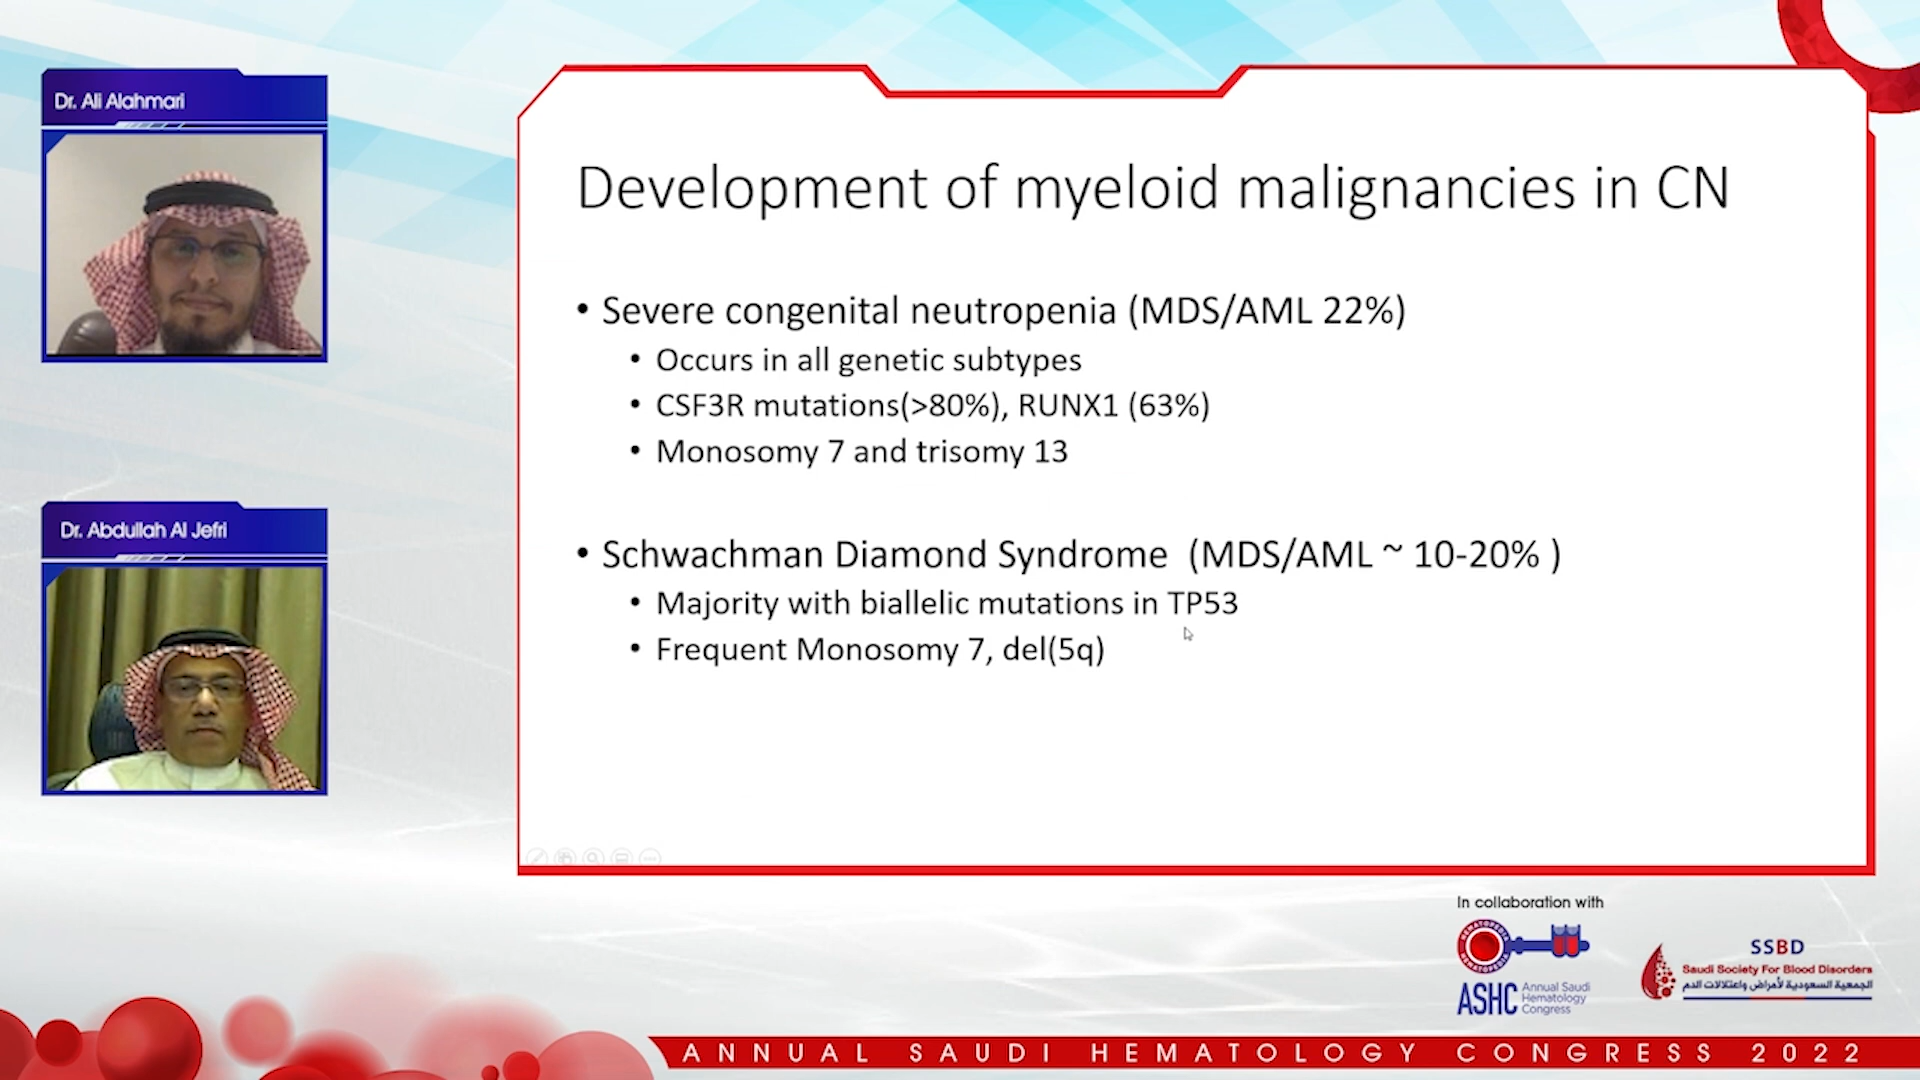 Dr. Ali Alahmari
Dr. Abdullah Al Jefri
Development of myeloid malignancies in CN
• Severe congenital neutropenia (MDS/AML 22%)
• Occurs in all genetic subtypes
• CSF3R mutations(>80%), RUNX1 (63%)
• Monosomy 7 and trisomy 13
• Schwachman Diamond Syndrome (MDS/AML ~ 10-20% )
• Majority with biallelic mutations in TP53
• Frequent Monosomy 7, del(5q)
In collaboration with
HEMATOPEDIA
HEMATOPEDIA
ASHC Annual Saudi
Hematology
Congress
SSBD
Saudi Society For Blood Disorders
الجمعية السعودية لأمراض واعتلالات الدم
ANNUAL SAUDI HEMATOLOGY CONGRESS 2022